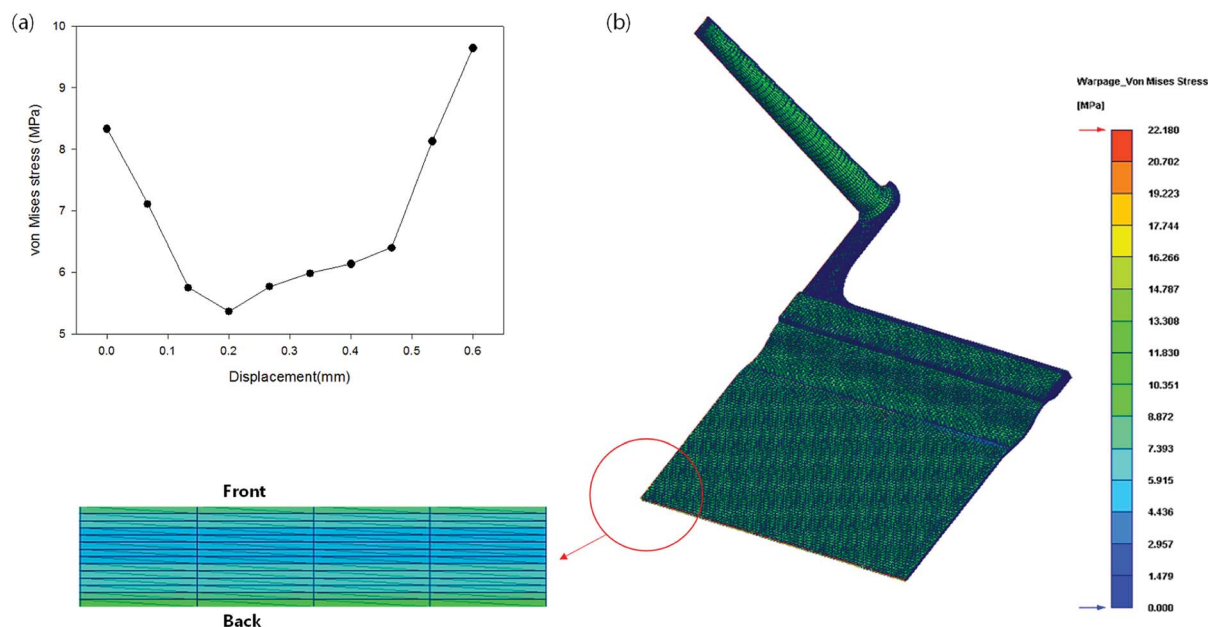 (a)
10
9
8
7
6
5
von Mises stress (MPa)
0.0 0.1 0.2 0.3 0.4 0.5 0.6
Displacement(mm)
Front
Back
(b)
Warpage_Von Mises Stress
[MPa]
22.180
20.702
19.223
17.744
16.266
14.787
13.308
11.830
10.351
8.872
7.393
5.915
4.436
2.957
1.479
0.000